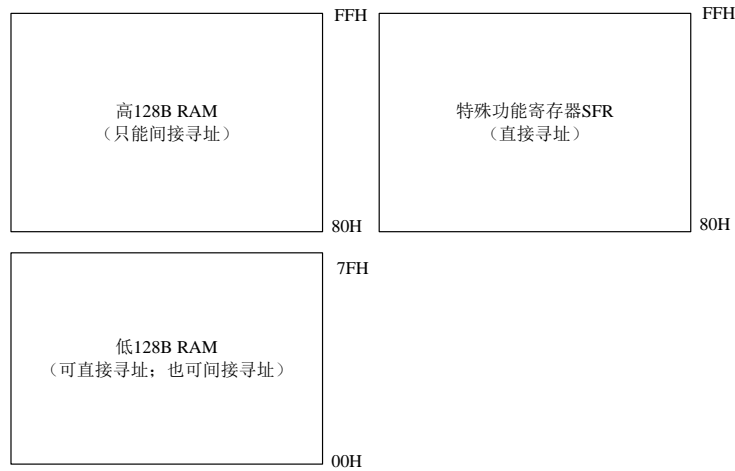 FFH
高128B RAM
（只能间接寻址）
80H
FFH
特殊功能寄存器SFR
（直接寻址）
80H
7FH
低128B RAM
（可直接寻址；也可间接寻址）
00H